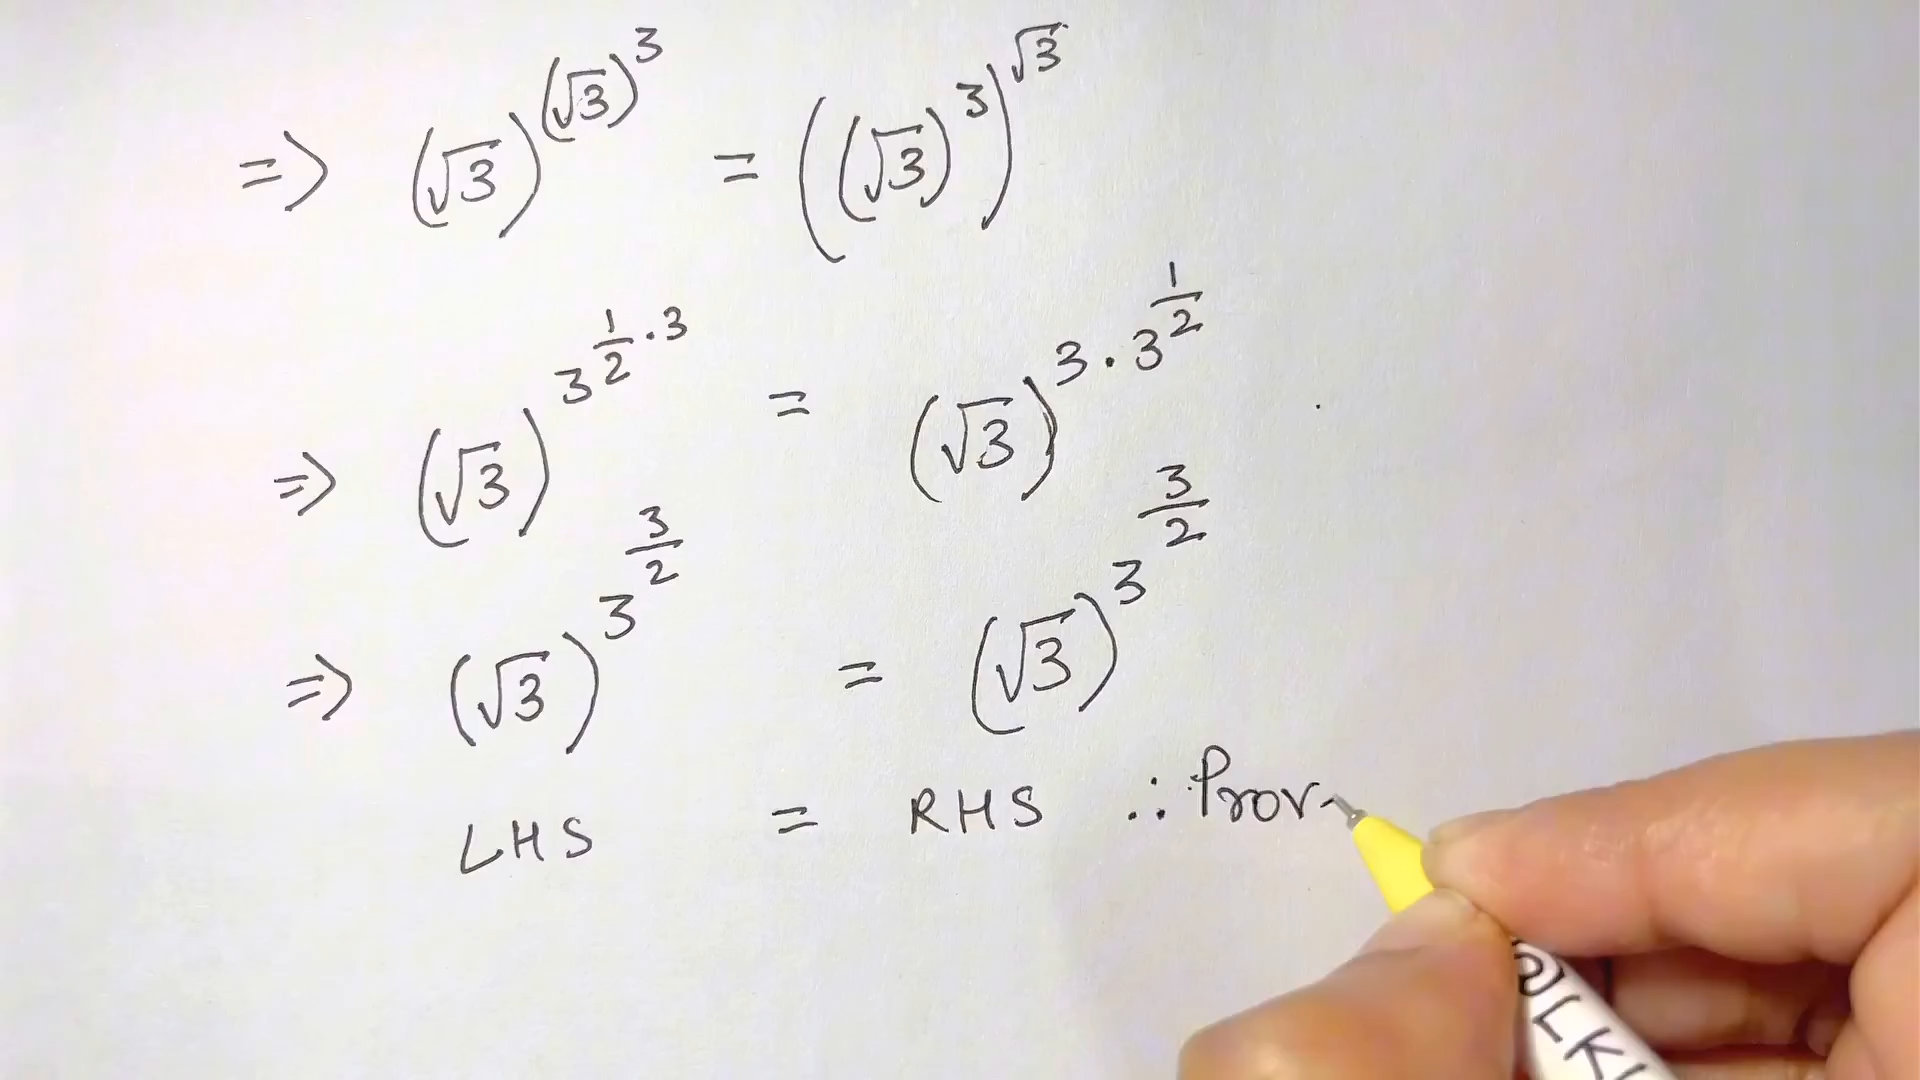 => (√3)^(√3)^3 = ((√3)^3)^√3
=> (√3)^3^(1/2 · 3) = (√3)^3 · 3^(1/2)
=> (√3)^3^(3/2) = (√3)^3^(3/2)
LHS = RHS ∴ Prov